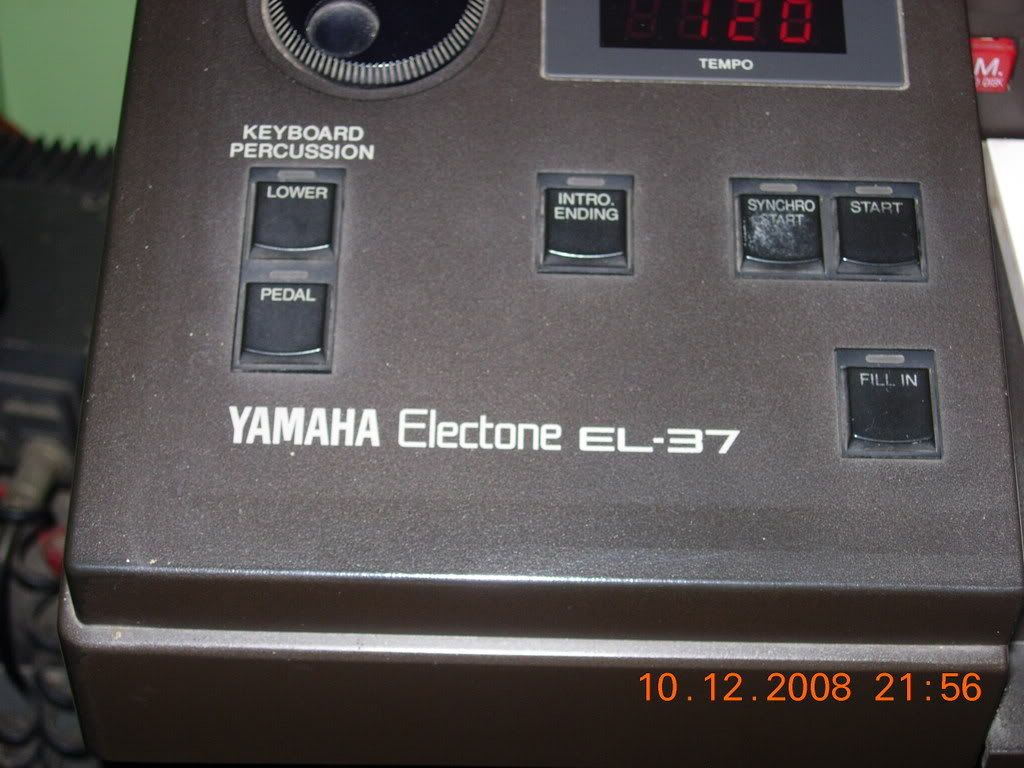 120
TEMPO
M.
DISK
KEYBOARD
PERCUSSION
LOWER
INTRO.
ENDING
SYNCHRO
START
START
PEDAL
FILL IN
YAMAHA Electone EL-37
10.12.2008 21:56